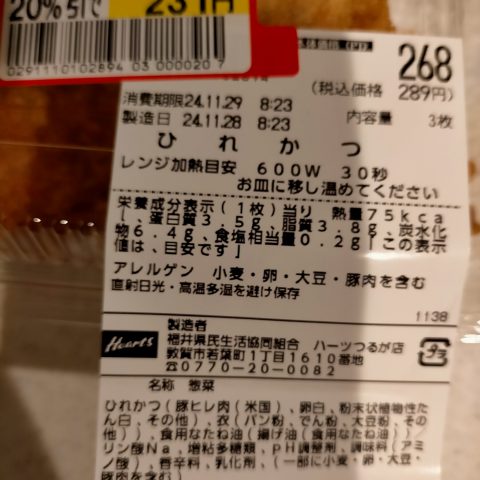 20%引で 231円
0291110102894 03 000020 7
268
(税込価格 289円)
消費期限24.11.29 8:23
製造日 24.11.28 8:23
内容量 3枚
ひれかつ
レンジ加熱目安 600W 30秒
お皿に移し温めてください
栄養成分表示(1枚)当り 熱量75kca
l、蛋白質3.5g、脂質3.8g、炭水化
物6.4g、食塩相当量0.2g「この表示
値は、目安です」
アレルゲン 小麦・卵・大豆・豚肉を含む
直射日光・高温多湿を避け保存
1138
Hearts
製造者
福井県民生活協同組合 ハーツつるが店
敦賀市若葉町1丁目1610番地
☎0770-20-0082
プラ
名称 惣菜
ひれかつ(豚ヒレ肉(米国)、卵白、粉末状植物性た
ん白、その他)、衣(パン粉、でん粉、大豆粉、その
他)、食用なたね油(揚げ油(食用なたね油)/
リン酸Na、増粘多糖類、pH調整剤、調味料(アミ
ノ酸)、香辛料、乳化剤、(一部に小麦・卵・大豆・
豚肉を含む)